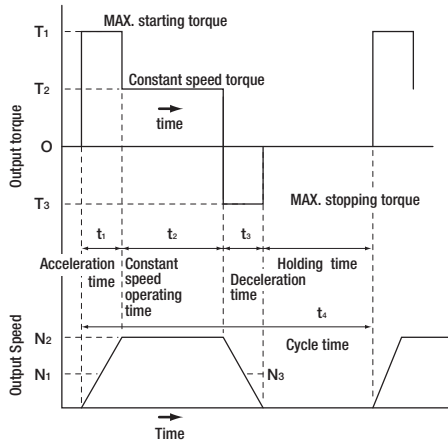 T1
MAX. starting torque
T2
Constant speed torque
time
O
Output torque
T3
MAX. stopping torque
t1
t2
t3
Acceleration
time
Constant
speed
operating
time
Deceleration
time
Holding time
t4
Cycle time
N2
N1
N3
Output Speed
Time